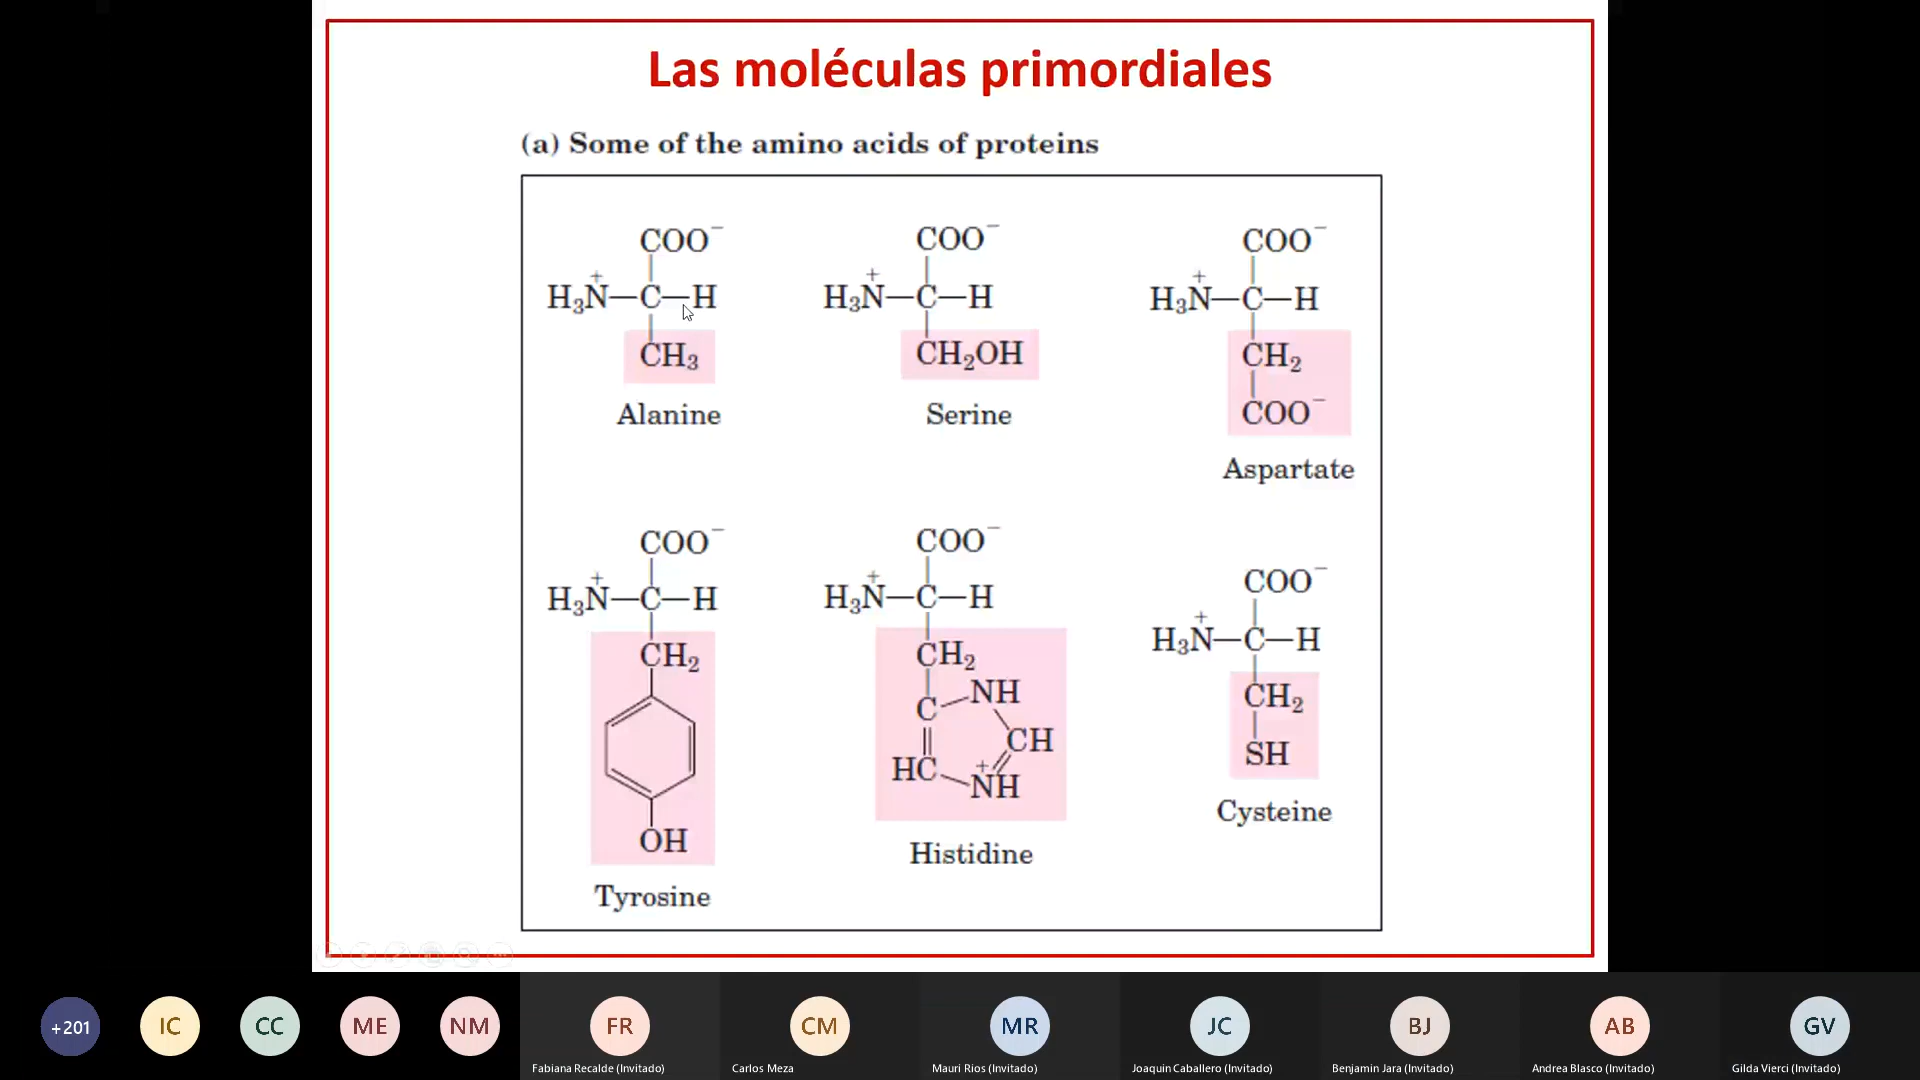 Las moléculas primordiales
(a) Some of the amino acids of proteins
COO⁻
H₃N⁺—C—H
CH₃
Alanine
COO⁻
H₃N⁺—C—H
CH₂OH
Serine
COO⁻
H₃N⁺—C—H
CH₂
COO⁻
Aspartate
COO⁻
H₃N⁺—C—H
CH₂
OH
Tyrosine
COO⁻
H₃N⁺—C—H
CH₂
C NH
CH
HC ⁺NH
Histidine
COO⁻
H₃N⁺—C—H
CH₂
SH
Cysteine
+201 IC CC ME NM FR CM MR JC BJ AB GV
Fabiana Recalde (Invitado) Carlos Meza Mauri Rios (Invitado) Joaquin Caballero (Invitado) Benjamin Jara (Invitado) Andrea Blasco (Invitado) Gilda Vierci (Invitado)